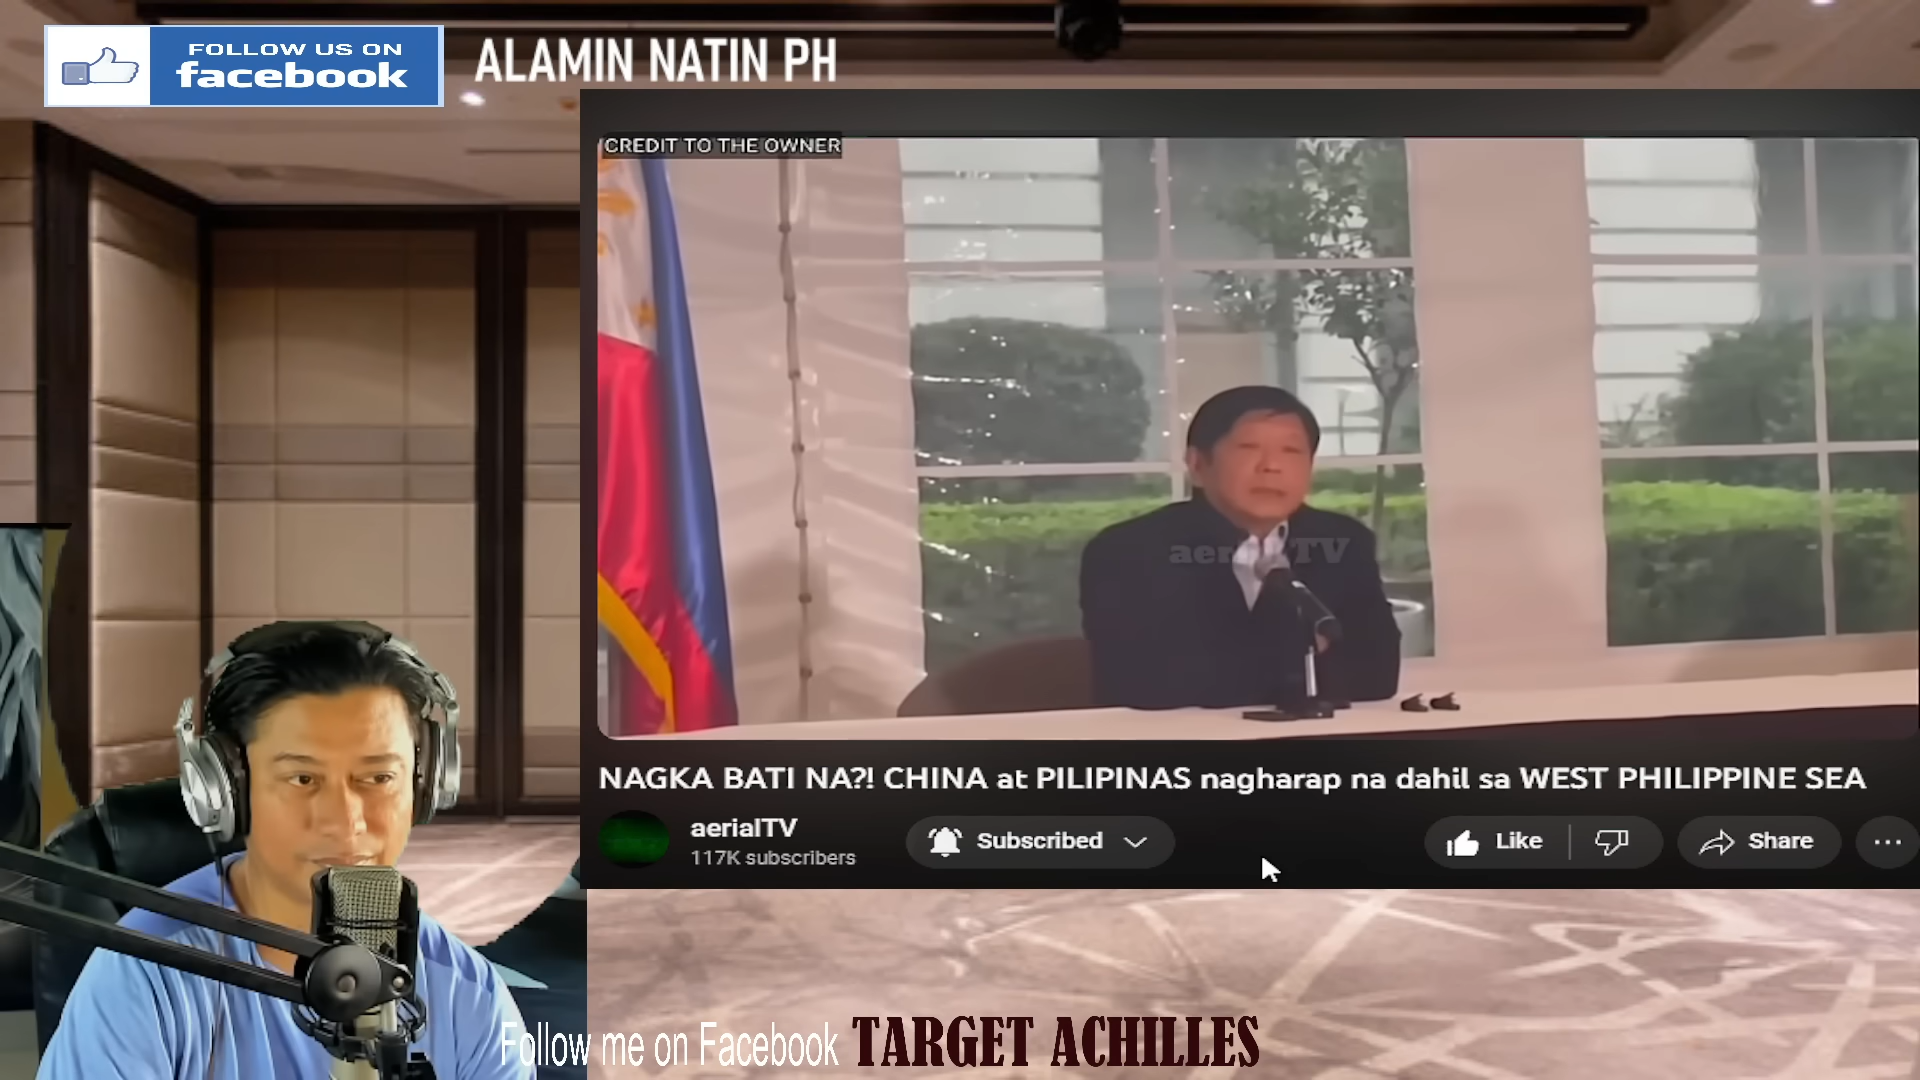 FOLLOW US ON
facebook
ALAMIN NATIN PH
CREDIT TO THE OWNER
aerialTV
NAGKA BATI NA?! CHINA at PILIPINAS nagharap na dahil sa WEST PHILIPPINE SEA
aerialTV
117K subscribers
Subscribed
Like
Share
Follow me on Facebook TARGET ACHILLES